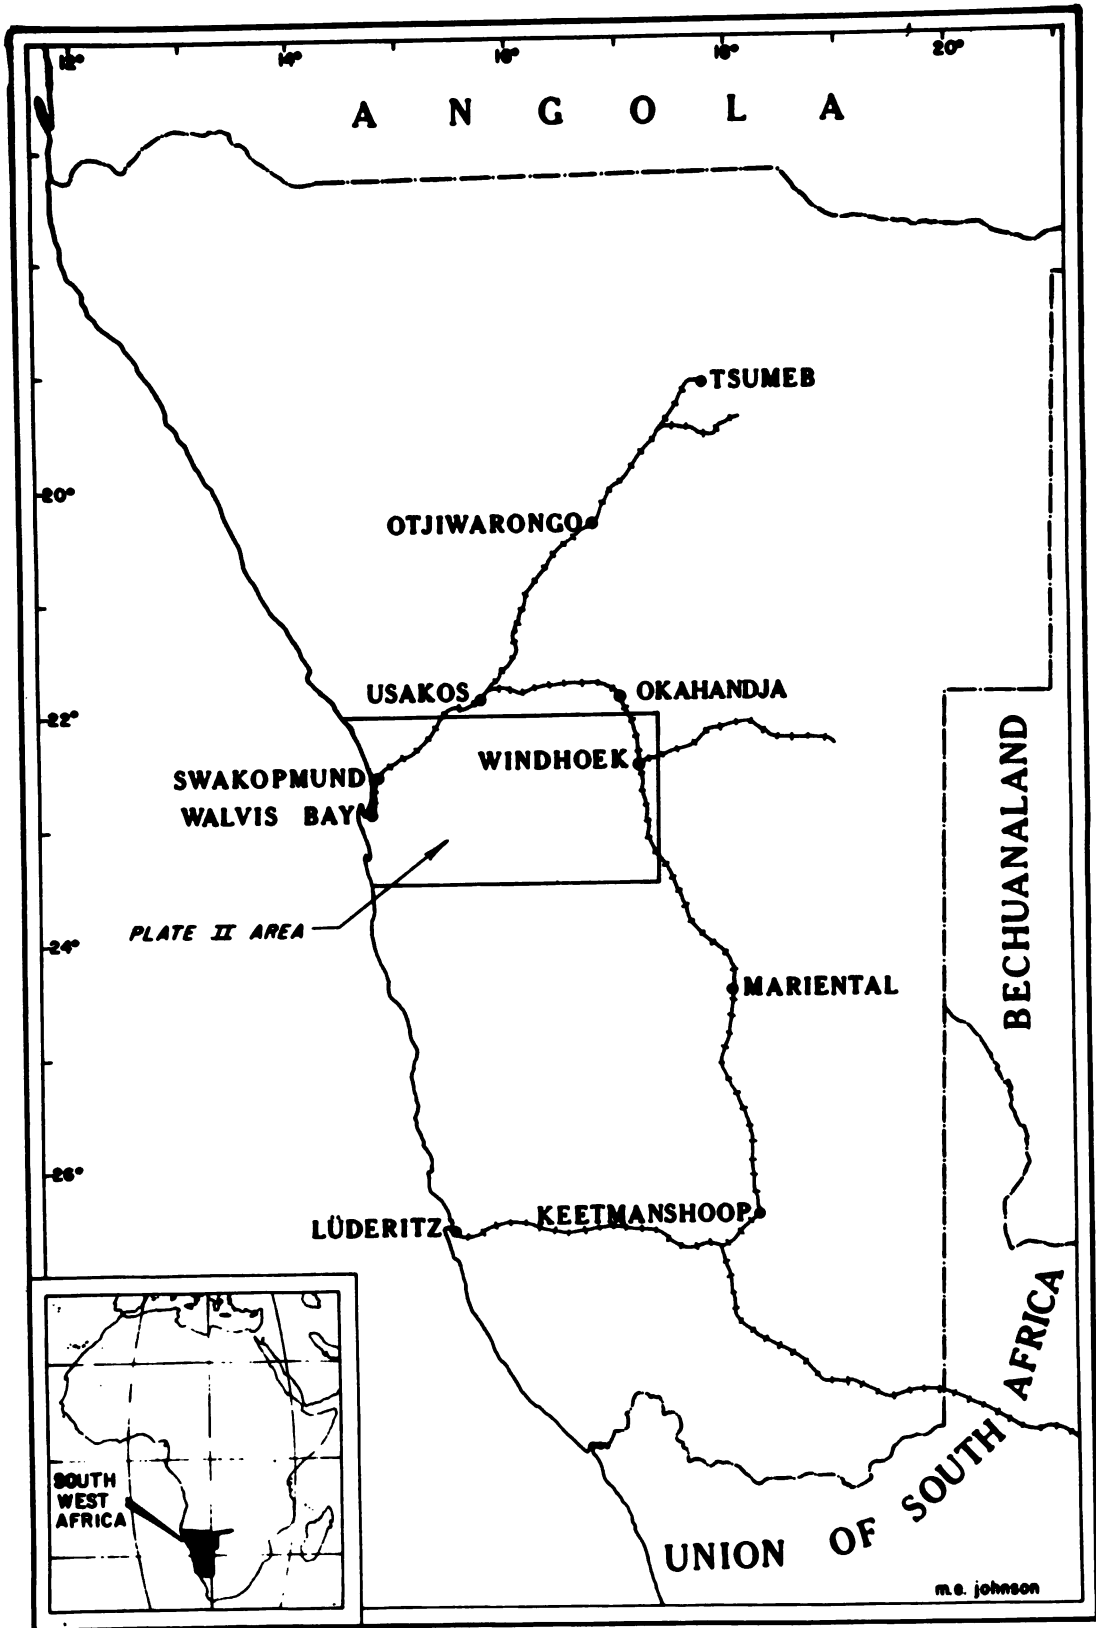 12° 14° 16° 18° 20°
A N G O L A
TSUMEB
20°
OTJIWARONGO
USAKOS
OKAHANDJA
22°
WINDHOEK
SWAKOPMUND
WALVIS BAY
BECHUANALAND
PLATE II AREA
24°
MARIENTAL
26°
KEETMANSHOOP
LÜDERITZ
SOUTH
WEST
AFRICA
UNION OF SOUTH AFRICA
m.e. johnson